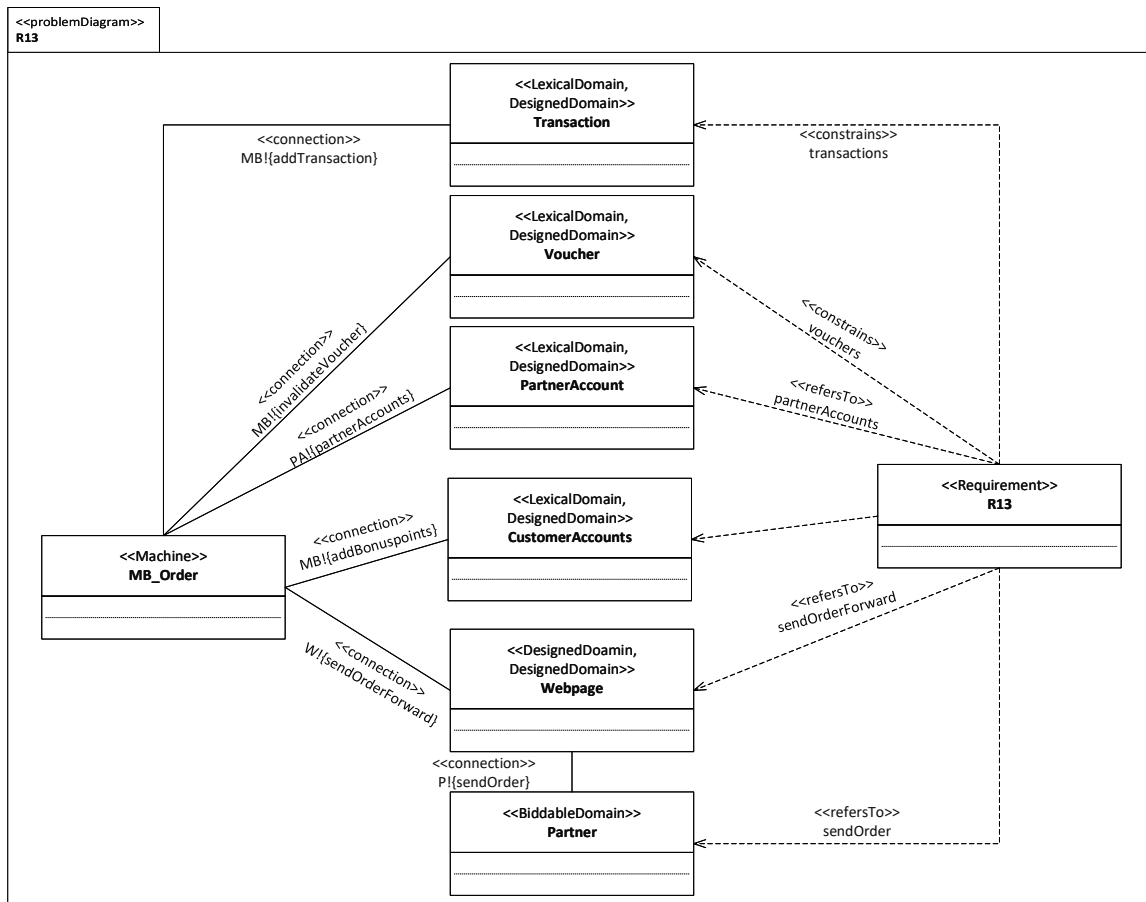 <<problemDiagram>>
R13
<<LexicalDomain,
DesignedDomain>>
Transaction
<<connection>>
MB!{addTransaction}
<<constrains>>
transactions
<<LexicalDomain,
DesignedDomain>>
Voucher
<<connection>>
MB!{invalidateVoucher}
<<constrains>>
vouchers
<<LexicalDomain,
DesignedDomain>>
PartnerAccount
<<connection>>
PA!{partnerAccounts}
<<refersTo>>
partnerAccounts
<<Requirement>>
R13
<<LexicalDomain,
DesignedDomain>>
CustomerAccounts
<<connection>>
MB!{addBonuspoints}
<<Machine>>
MB_Order
<<refersTo>>
sendOrderForward
<<connection>>
W!{sendOrderForward}
<<DesignedDoamin,
DesignedDomain>>
Webpage
<<connection>>
P!{sendOrder}
<<BiddableDomain>>
Partner
<<refersTo>>
sendOrder